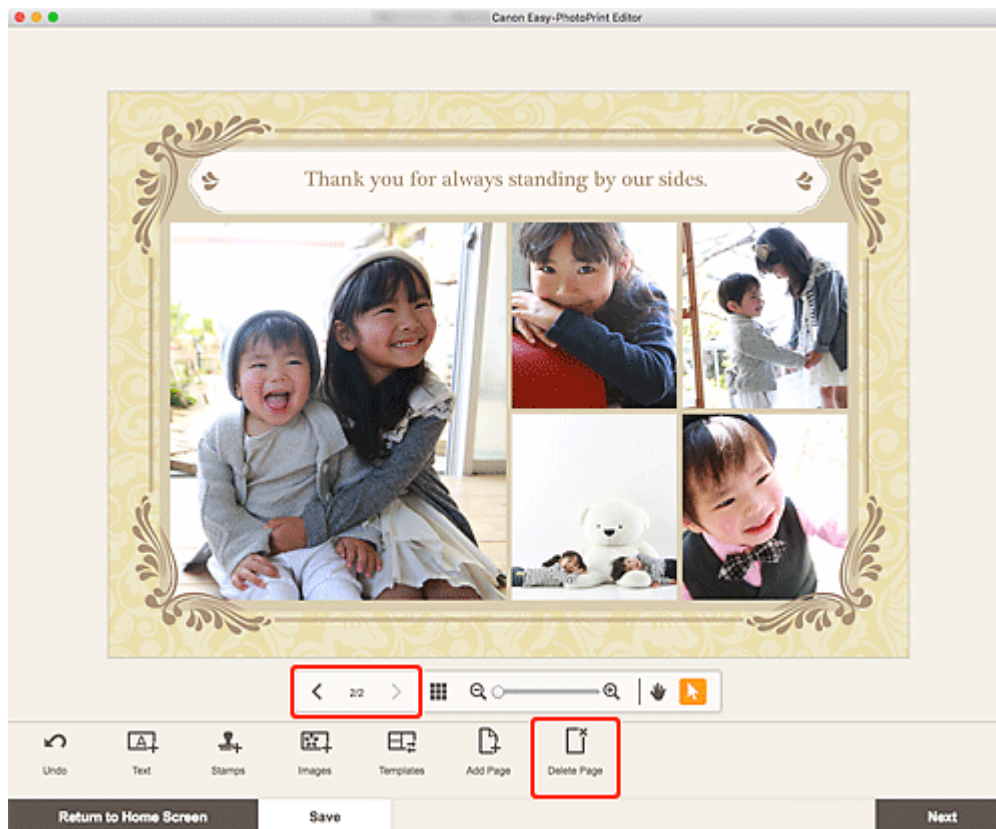 Canon Easy-PhotoPrint Editor
Thank you for always standing by our sides.
2/2
Undo
Text
Stamps
Images
Templates
Add Page
Delete Page
Return to Home Screen
Save
Next